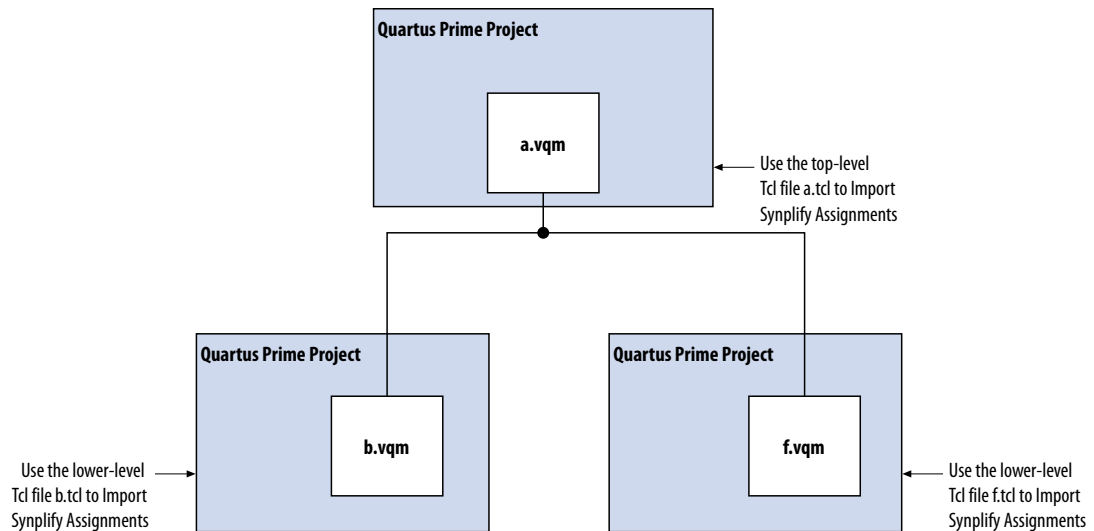 Quartus Prime Project
a.vqm
Use the top-level
Tcl file a.tcl to Import
Synplify Assignments
Quartus Prime Project
b.vqm
Use the lower-level
Tcl file b.tcl to Import
Synplify Assignments
Quartus Prime Project
f.vqm
Use the lower-level
Tcl file f.tcl to Import
Synplify Assignments